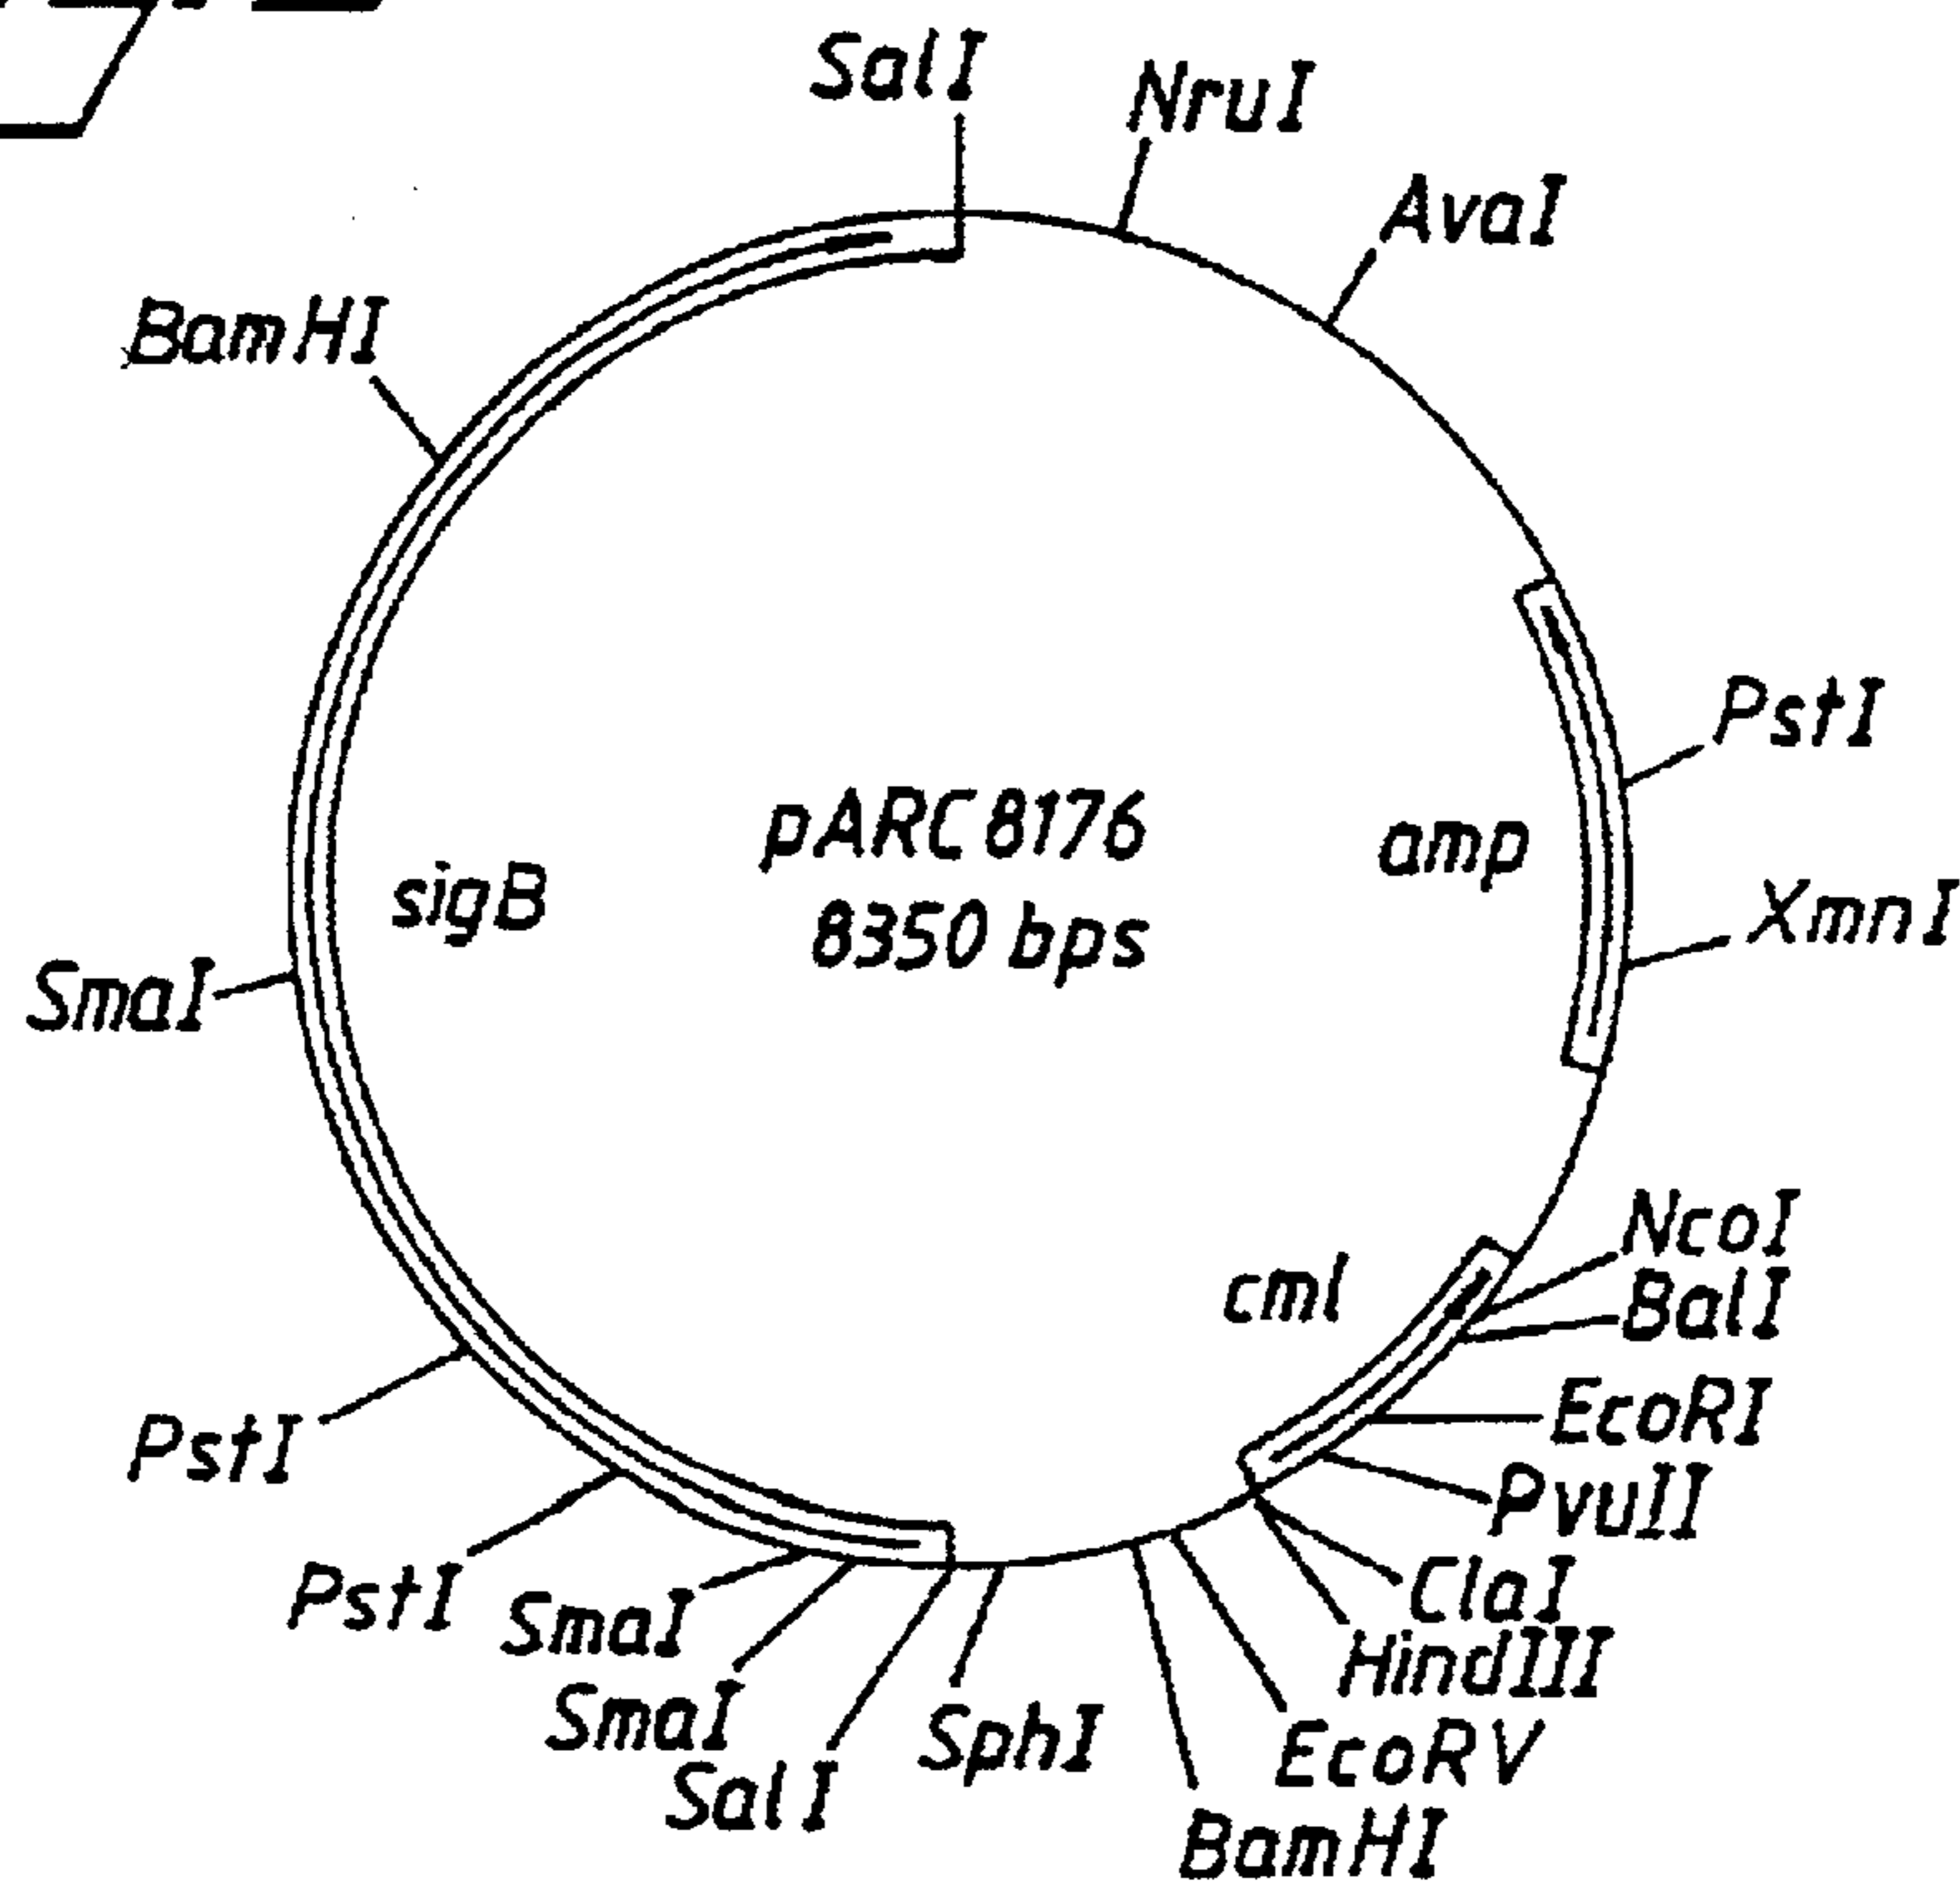 SalI
NruI
AvaI
BamHI
PstI
pARC8176
8350 bps
amp
sigB
XmnI
SmaI
NcoI
BalI
cml
EcoRI
PstI
PvuII
ClaI
PstI
SmaI
HindIII
SmaI
SphI
EcoRV
SalI
BamHI